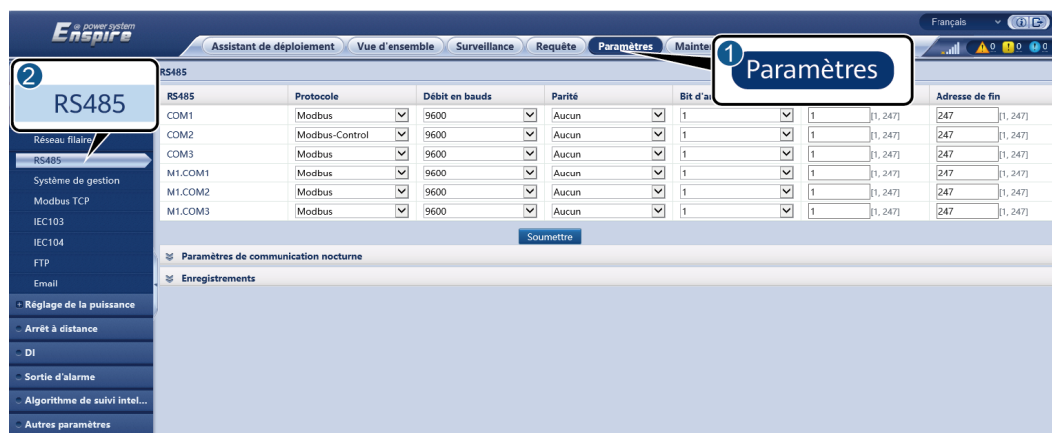 e power system
Enspire
Français
Assistant de déploiement Vue d'ensemble Surveillance Requête Paramètres Mainten
0 0 0
1 Paramètres
2 RS485
Réseau filaire
RS485
Système de gestion
Modbus TCP
IEC103
IEC104
FTP
Email
Réglage de la puissance
Arrêt à distance
DI
Sortie d'alarme
Algorithme de suivi intel...
Autres paramètres
RS485
RS485 Protocole Débit en bauds Parité Bit d'ar Adresse de fin
COM1 Modbus 9600 Aucun 1 1 [1, 247] 247 [1, 247]
COM2 Modbus-Control 9600 Aucun 1 1 [1, 247] 247 [1, 247]
COM3 Modbus 9600 Aucun 1 1 [1, 247] 247 [1, 247]
M1.COM1 Modbus 9600 Aucun 1 1 [1, 247] 247 [1, 247]
M1.COM2 Modbus 9600 Aucun 1 1 [1, 247] 247 [1, 247]
M1.COM3 Modbus 9600 Aucun 1 1 [1, 247] 247 [1, 247]
Soumettre
Paramètres de communication nocturne
Enregistrements